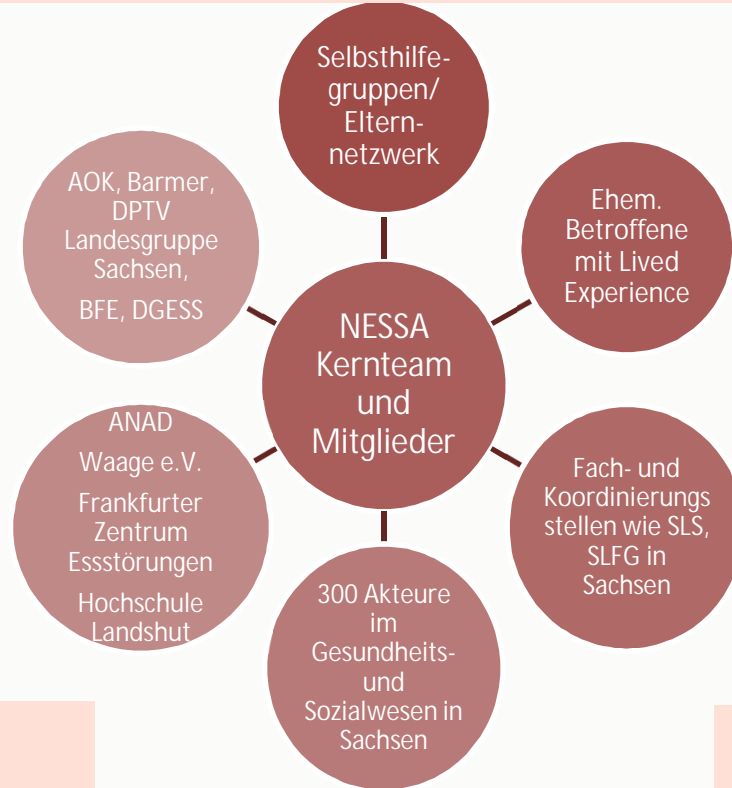 Selbsthilfe-
gruppen/
Eltern-
netzwerk
AOK, Barmer,
DPTV
Landesgruppe
Sachsen,
BFE, DGESS
Ehem.
Betroffene
mit Lived
Experience
NESSA
Kernteam
und
Mitglieder
ANAD
Waage e.V.
Frankfurter
Zentrum
Essstörungen
Hochschule
Landshut
Fach- und
Koordinierungs
stellen wie SLS,
SLFG in
Sachsen
300 Akteure
im
Gesundheits-
und
Sozialwesen in
Sachsen